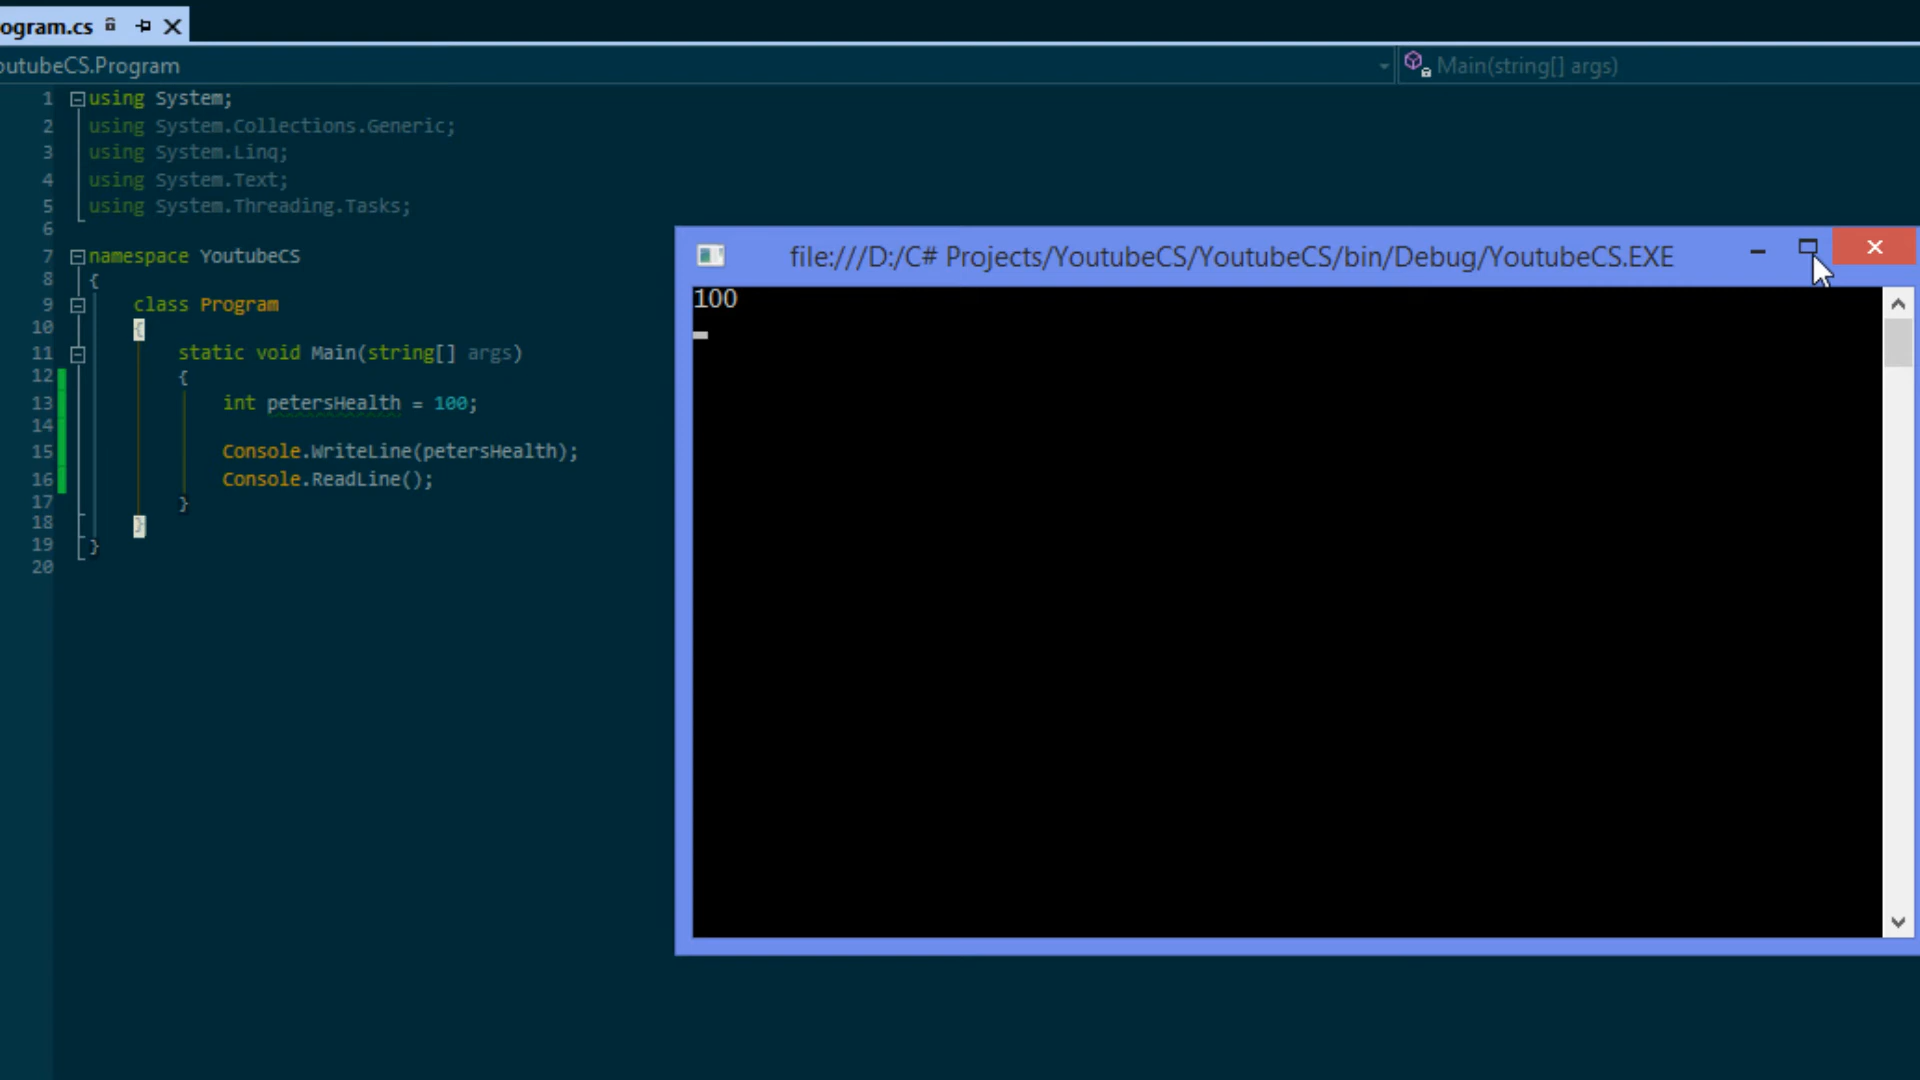 ogram.cs
outubeCS.Program
Main(string[] args)
1 using System;
2 using System.Collections.Generic;
3 using System.Linq;
4 using System.Text;
5 using System.Threading.Tasks;
6
7 namespace YoutubeCS
8 {
9 class Program
10 {
11 static void Main(string[] args)
12 {
13 int petersHealth = 100;
14
15 Console.WriteLine(petersHealth);
16 Console.ReadLine();
17 }
18 }
19 }
20
file:///D:/C# Projects/YoutubeCS/YoutubeCS/bin/Debug/YoutubeCS.EXE
100